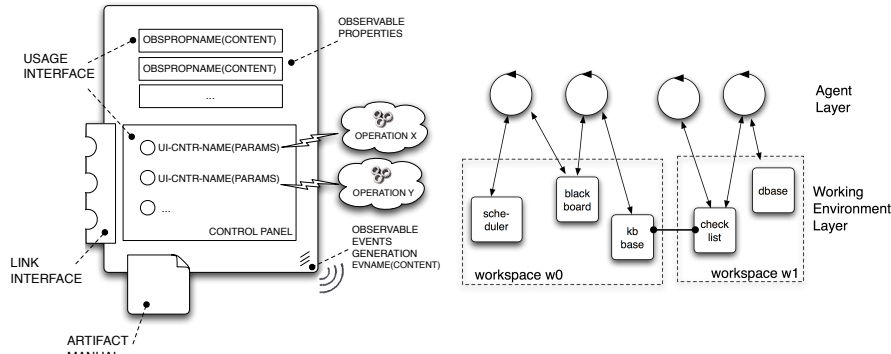 OBSERVABLE
PROPERTIES
OBSPROPNAME(CONTENT)
USAGE
INTERFACE
OBSPROPNAME(CONTENT)
...
UI-CNTR-NAME(PARAMS)
OPERATION X
UI-CNTR-NAME(PARAMS)
OPERATION Y
...
CONTROL PANEL
OBSERVABLE
EVENTS
GENERATION
EVNAME(CONTENT)
LINK
INTERFACE
ARTIFACT
MANUAL
Agent
Layer
Working
Environment
Layer
sche-
duler
black
board
kb
base
check
list
dbase
workspace w0
workspace w1